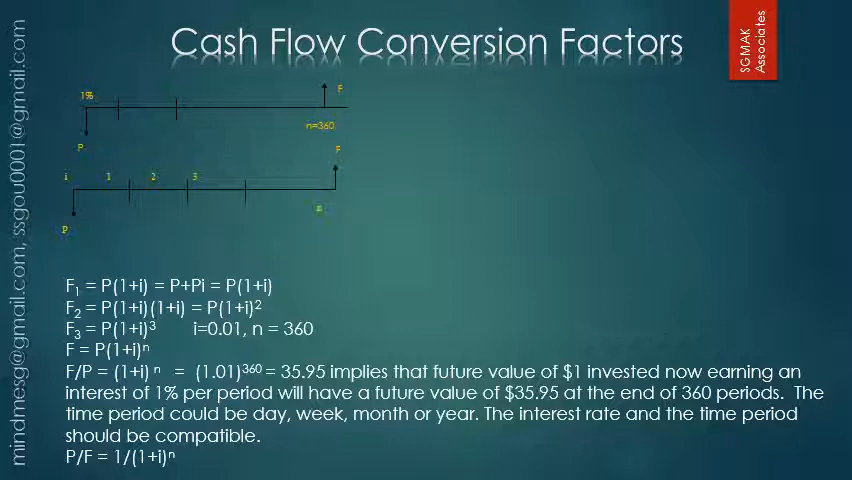 Cash Flow Conversion Factors
SGMAK
Associates
mindmesg@gmail.com, ssgou0001@gmail.com
1%
F
n=360
P
F
i 1 2 3
n
P
F₁ = P(1+i) = P+Pi = P(1+i)
F₂ = P(1+i)(1+i) = P(1+i)²
F₃ = P(1+i)³ i=0.01, n = 360
F = P(1+i)ⁿ
F/P = (1+i) ⁿ = (1.01)³⁶⁰ = 35.95 implies that future value of $1 invested now earning an
interest of 1% per period will have a future value of $35.95 at the end of 360 periods. The
time period could be day, week, month or year. The interest rate and the time period
should be compatible.
P/F = 1/(1+i)ⁿ